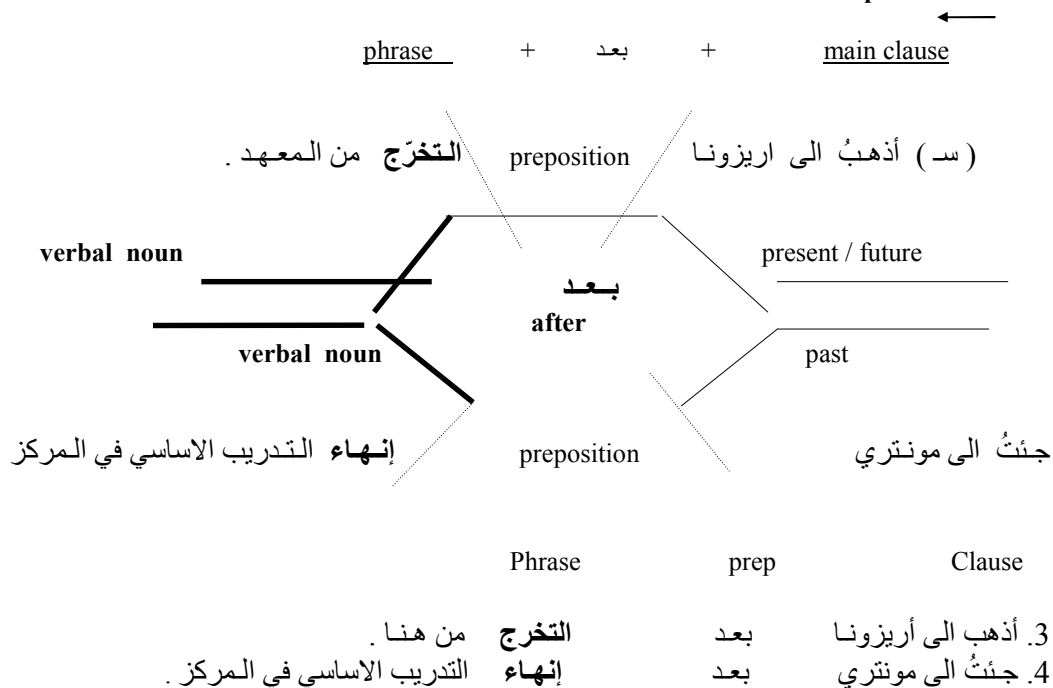 main clause + بعد + phrase
( سـ ) أذهبُ الى اريزونا preposition التخرّج من المعهد .
verbal noun present / future
بعد
after
verbal noun past
جئتُ الى مونتري preposition إنهاء التدريب الاساسي في المركز
Phrase prep Clause
3. أذهب الى أريزونا بعد التخرج من هنا .
4. جئتُ الى مونتري بعد إنهاء التدريب الاساسي في المركز .